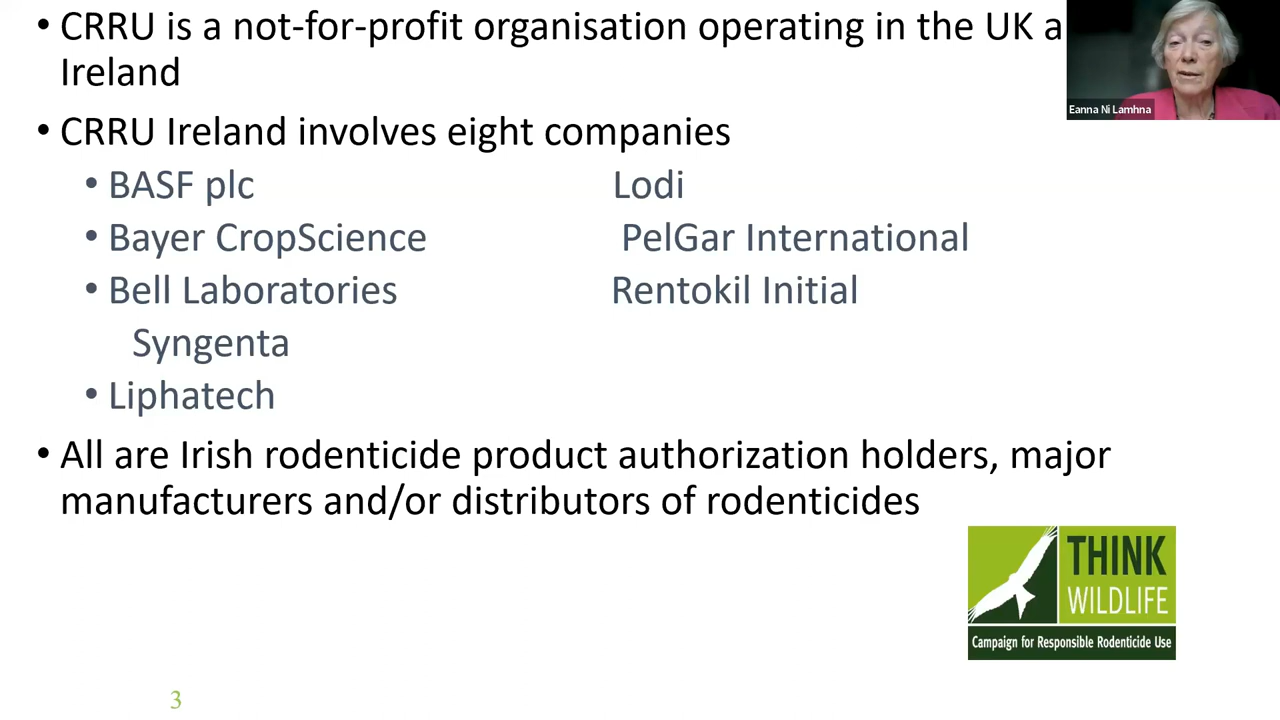 • CRRU is a not-for-profit organisation operating in the UK a
Ireland
• CRRU Ireland involves eight companies
• BASF plc Lodi
• Bayer CropScience PelGar International
• Bell Laboratories Rentokil Initial
Syngenta
• Liphatech
• All are Irish rodenticide product authorization holders, major
manufacturers and/or distributors of rodenticides
Eanna Ni Lamhna
THINK
WILDLIFE
Campaign for Responsible Rodenticide Use
3